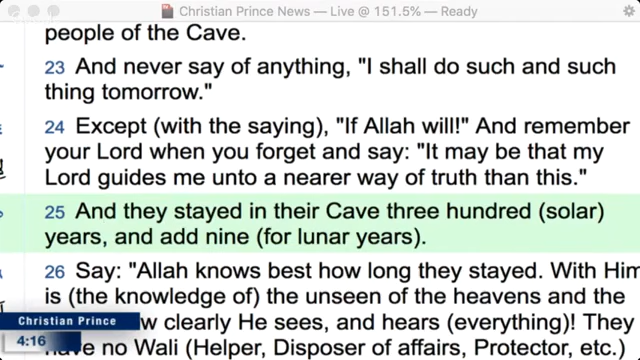 Christian Prince News — Live @ 151.5% — Ready
people of the Cave.
23 And never say of anything, "I shall do such and such
thing tomorrow."
24 Except (with the saying), "If Allah will!" And remember
your Lord when you forget and say: "It may be that my
Lord guides me unto a nearer way of truth than this."
25 And they stayed in their Cave three hundred (solar)
years, and add nine (for lunar years).
26 Say: "Allah knows best how long they stayed. With Him
is (the knowledge of) the unseen of the heavens and the
Christian Prince
clearly He sees, and hears (everything)! They
4:16
have no Wali (Helper, Disposer of affairs, Protector, etc.)